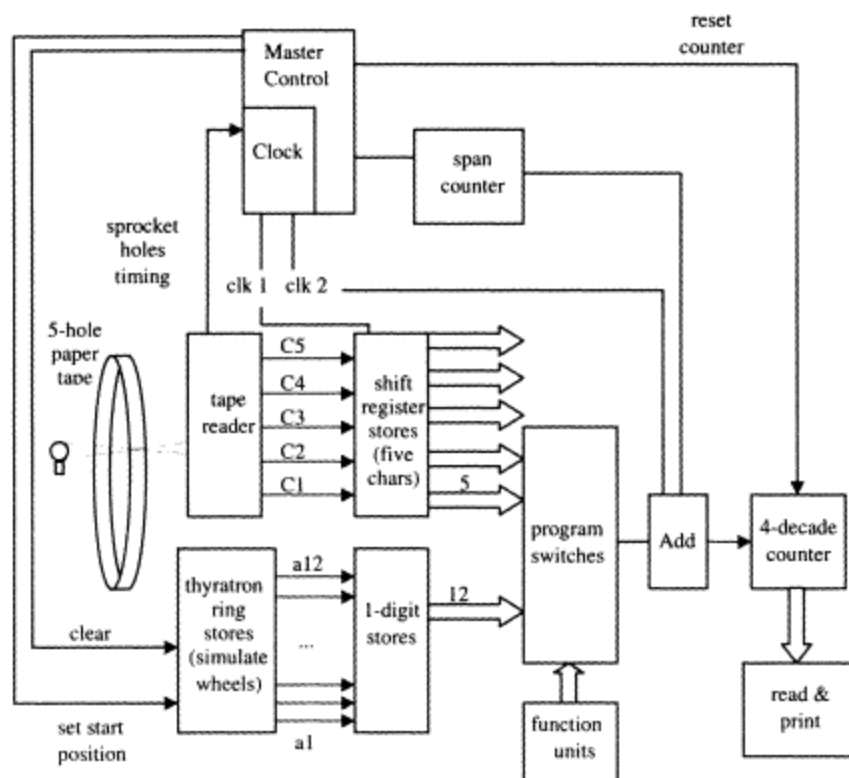 reset
counter
Master
Control
Clock
span
counter
sprocket
holes
timing
clk 1
clk 2
5-hole
paper
tape
tape
reader
C5
C4
C3
C2
C1
shift
register
stores
(five
chars)
5
program
switches
Add
4-decade
counter
thyratron
ring
stores
(simulate
wheels)
a12
...
a1
1-digit
stores
12
clear
set start
position
function
units
read &
print